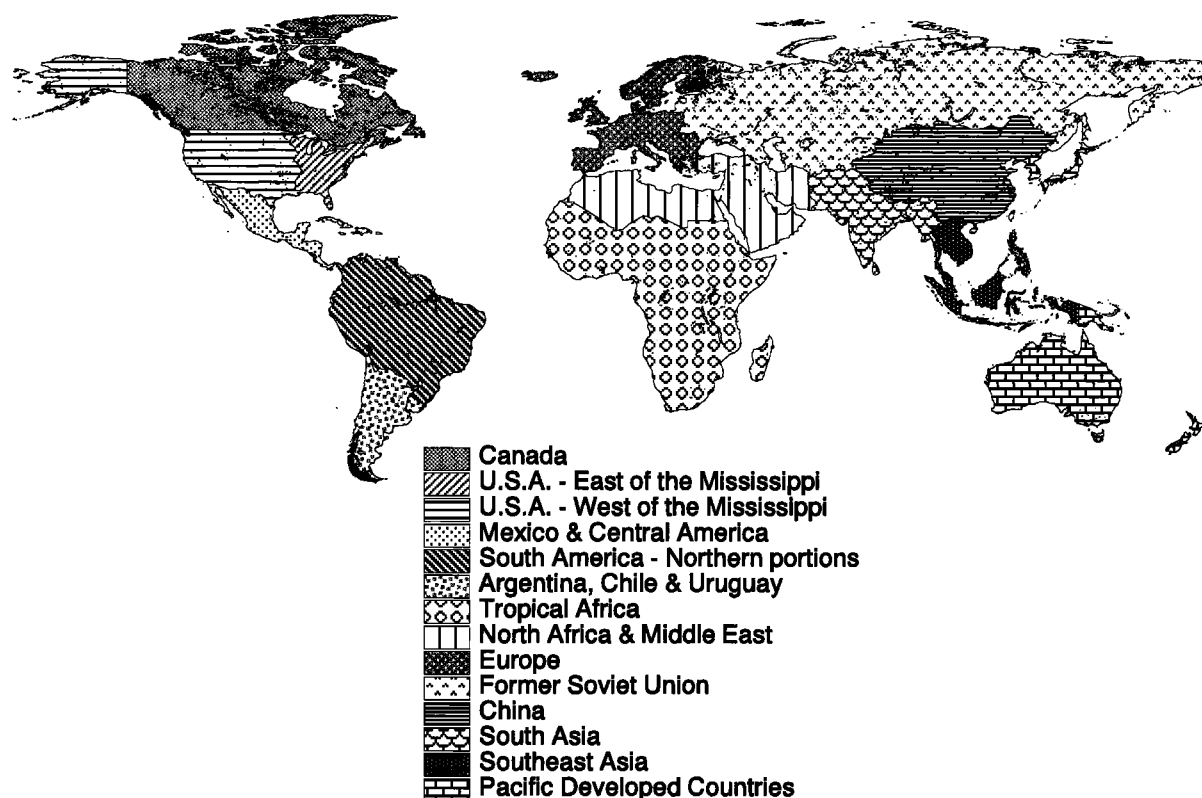 Canada
U.S.A. - East of the Mississippi
U.S.A. - West of the Mississippi
Mexico & Central America
South America - Northern portions
Argentina, Chile & Uruguay
Tropical Africa
North Africa & Middle East
Europe
Former Soviet Union
China
South Asia
Southeast Asia
Pacific Developed Countries